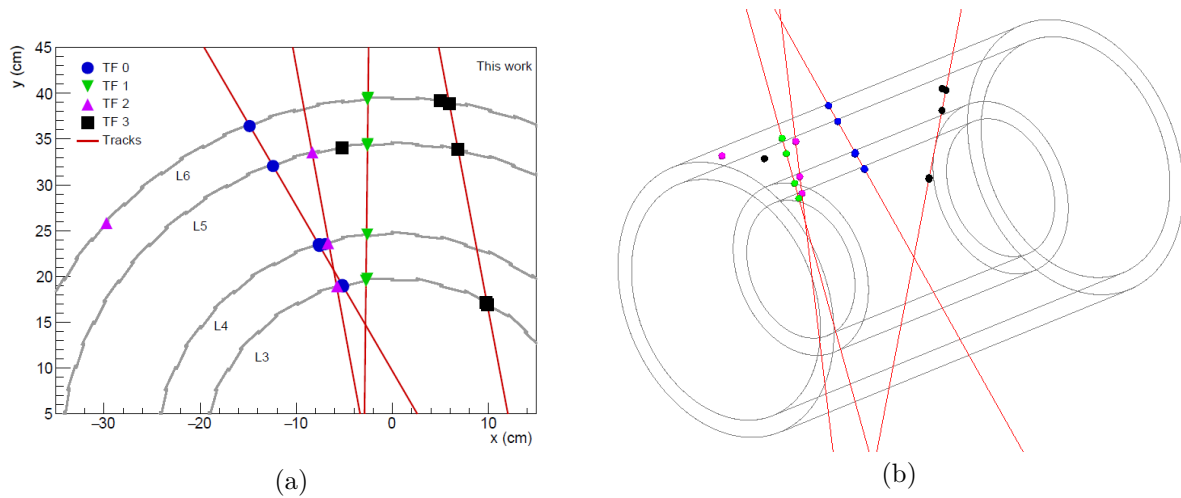 y (cm)
45
40
35
30
25
20
15
10
5
TF 0
TF 1
TF 2
TF 3
Tracks
This work
L6
L5
L4
L3
−30 −20 −10 0 10
x (cm)
(a)
(b)